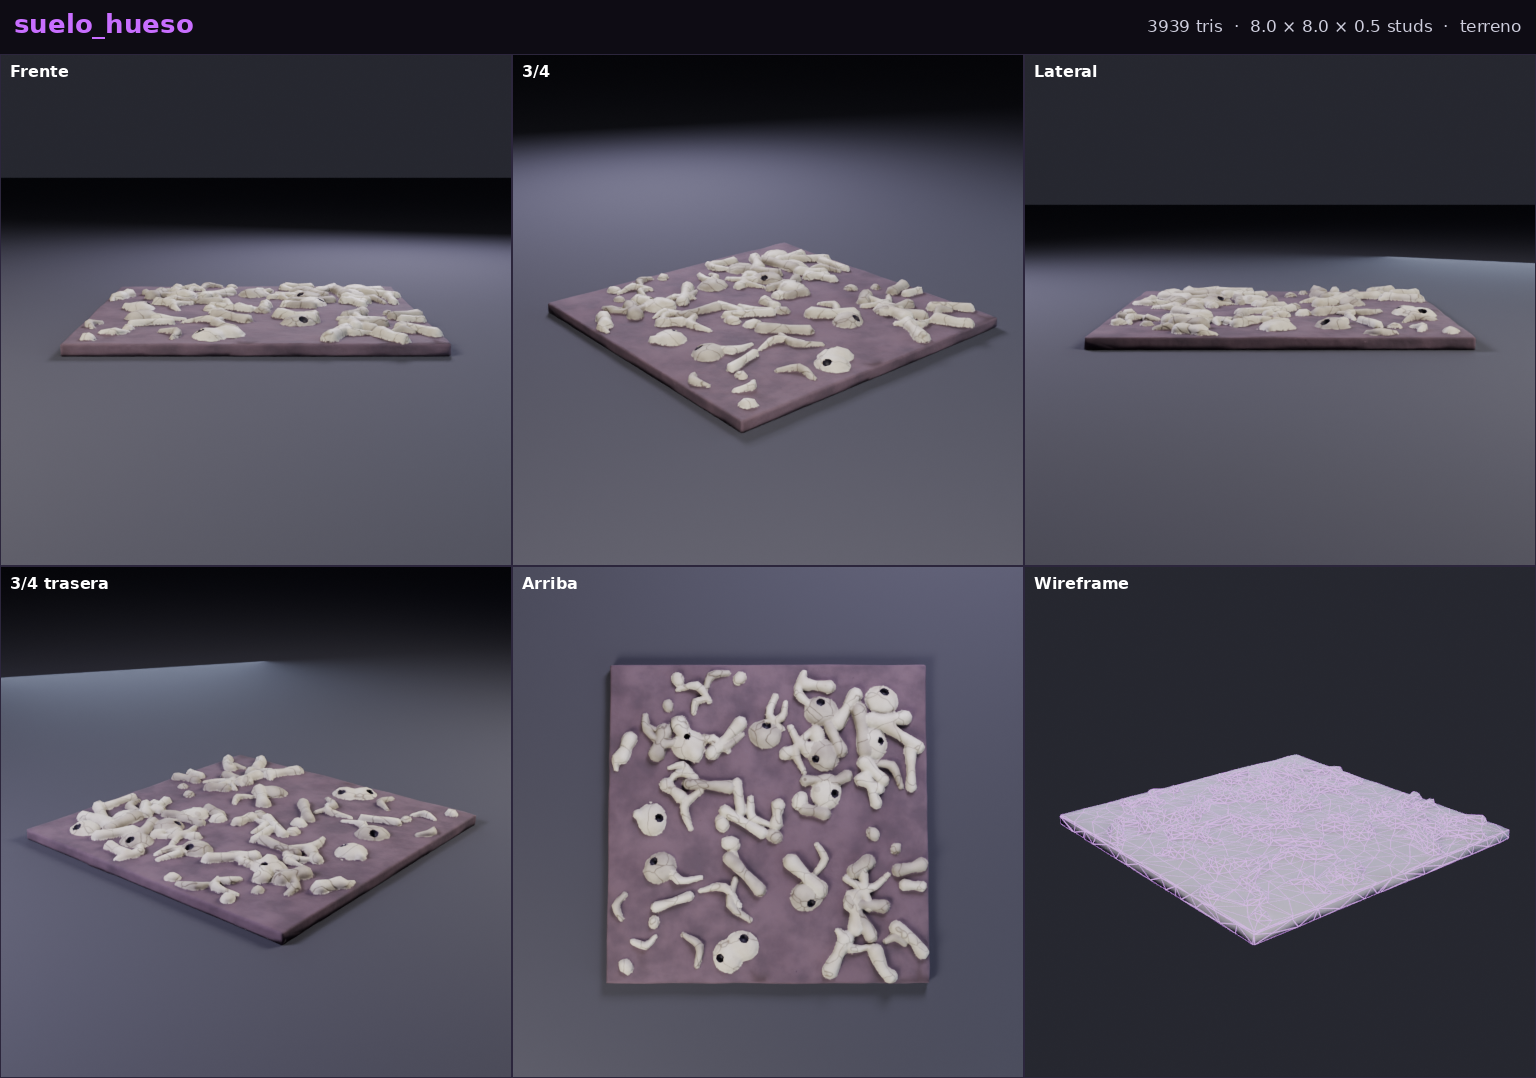 suelo_hueso
3939 tris · 8.0 × 8.0 × 0.5 studs · terreno
Frente
3/4
Lateral
3/4 trasera
Arriba
Wireframe